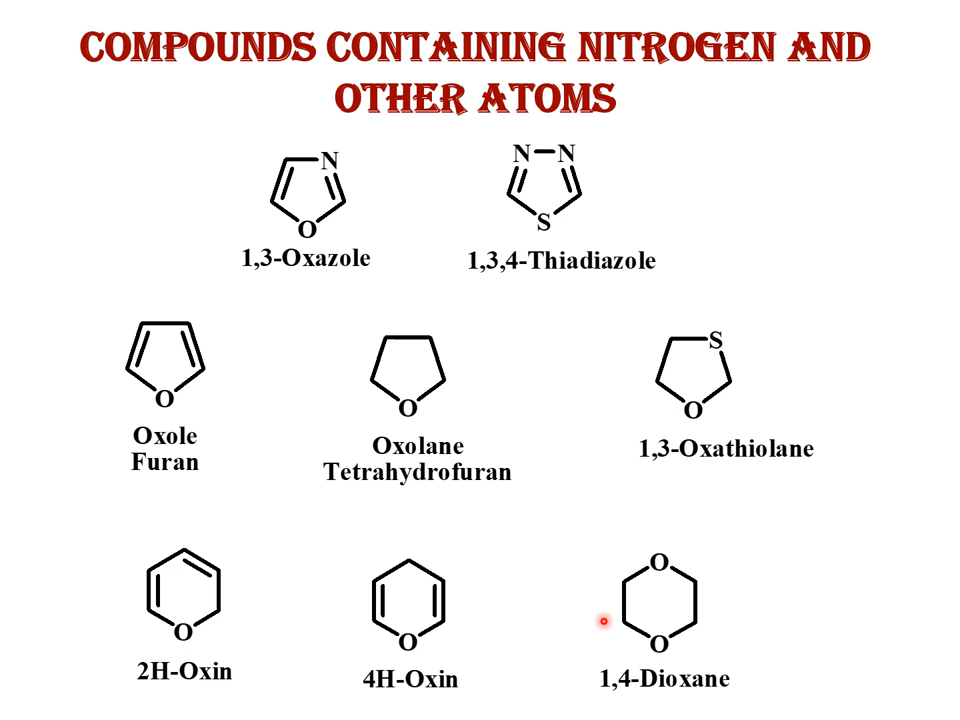 COMPOUNDS CONTAINING NITROGEN AND
OTHER ATOMS
N
O
1,3-Oxazole
N N
S
1,3,4-Thiadiazole
O
Oxole
Furan
O
Oxolane
Tetrahydrofuran
S
O
1,3-Oxathiolane
O
2H-Oxin
O
4H-Oxin
O
O
1,4-Dioxane